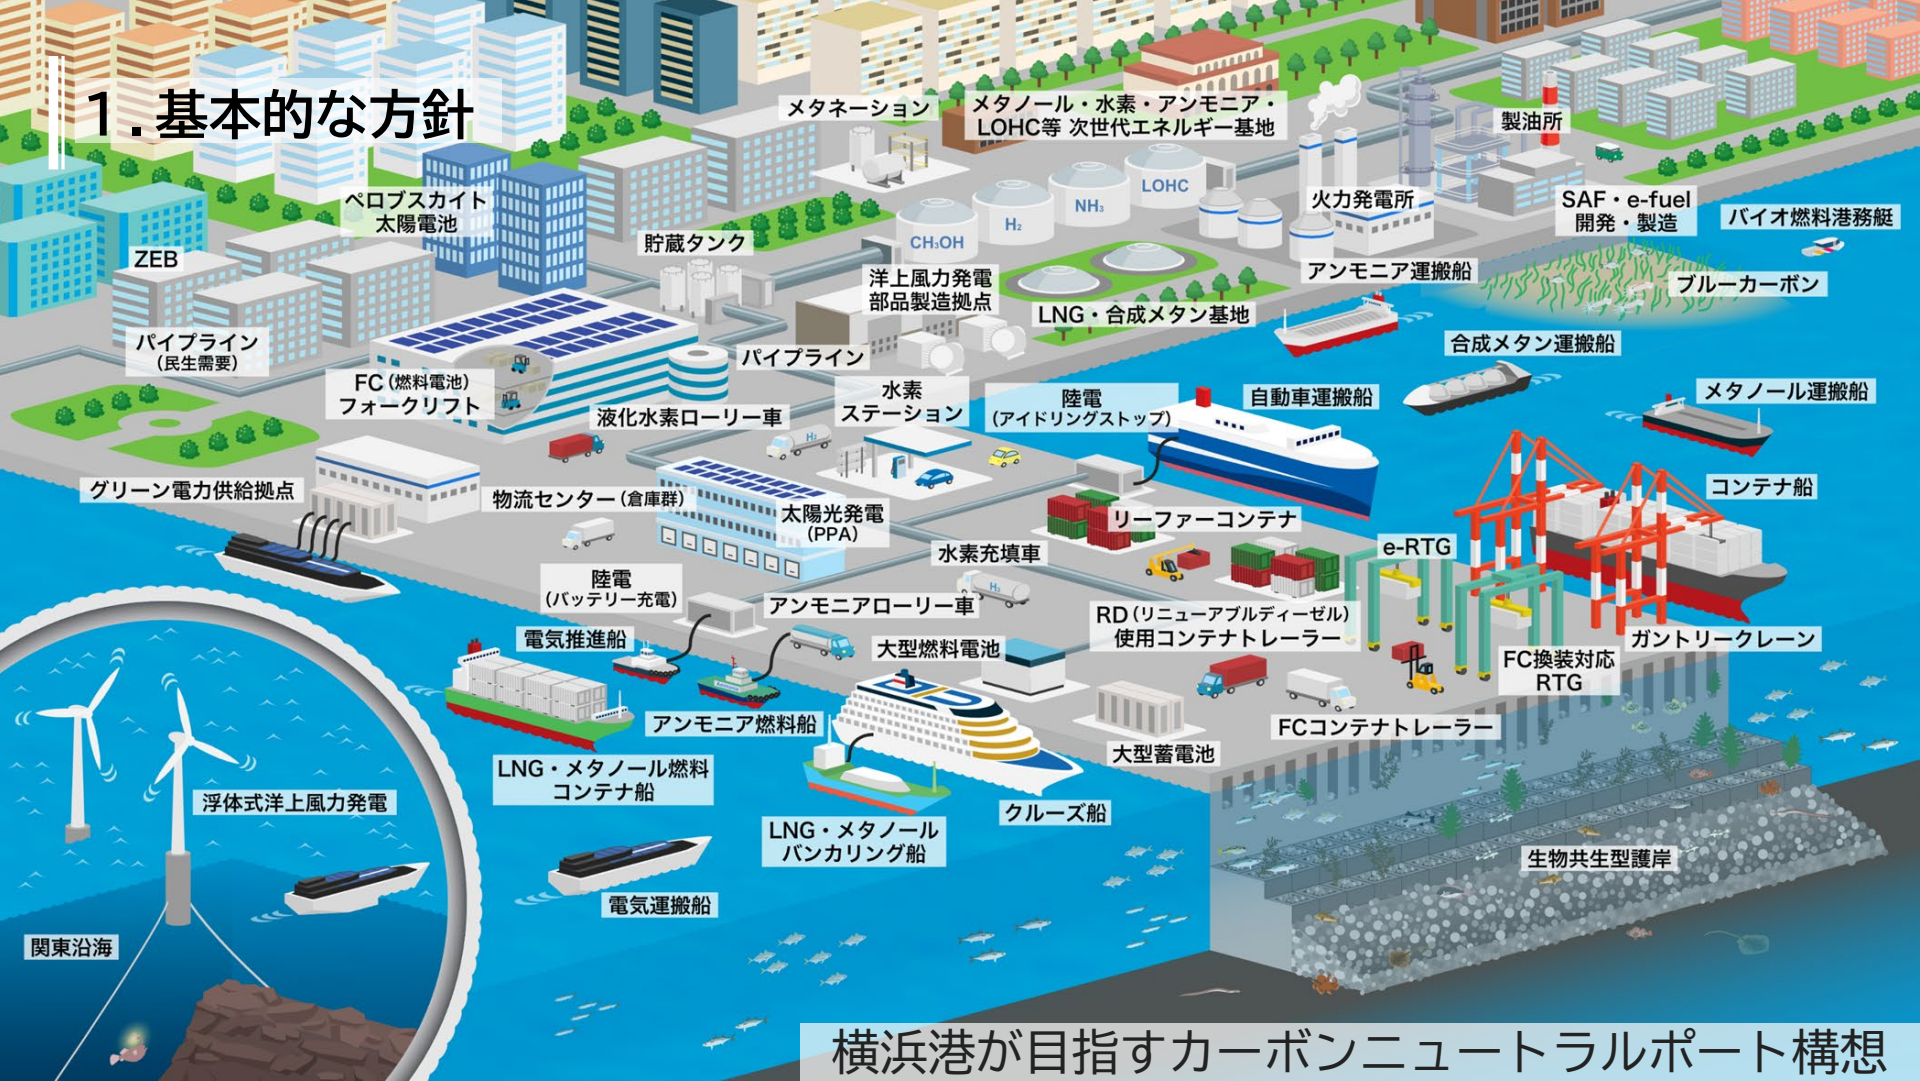 1．基本的な方針
メタネーション
メタノール・水素・アンモニア・
LOHC等 次世代エネルギー基地
製油所
ペロブスカイト
太陽電池
ZEB
貯蔵タンク
CH₃OH
H₂
NH₃
LOHC
火力発電所
SAF・e-fuel
開発・製造
バイオ燃料港務艇
洋上風力発電
部品製造拠点
LNG・合成メタン基地
アンモニア運搬船
ブルーカーボン
パイプライン
(民生需要)
パイプライン
合成メタン運搬船
FC(燃料電池)
フォークリフト
液化水素ローリー車
H₂
水素
ステーション
陸電
(アイドリングストップ)
自動車運搬船
メタノール運搬船
グリーン電力供給拠点
物流センター(倉庫群)
太陽光発電
(PPA)
リーファーコンテナ
コンテナ船
水素充填車
H₂
e-RTG
陸電
(バッテリー充電)
アンモニアローリー車
RD(リニューアブルディーゼル)
使用コンテナトレーラー
電気推進船
大型燃料電池
ガントリークレーン
FC換装対応
RTG
アンモニア燃料船
FCコンテナトレーラー
大型蓄電池
LNG・メタノール燃料
コンテナ船
浮体式洋上風力発電
クルーズ船
LNG・メタノール
バンカリング船
生物共生型護岸
電気運搬船
関東沿海
横浜港が目指すカーボンニュートラルポート構想